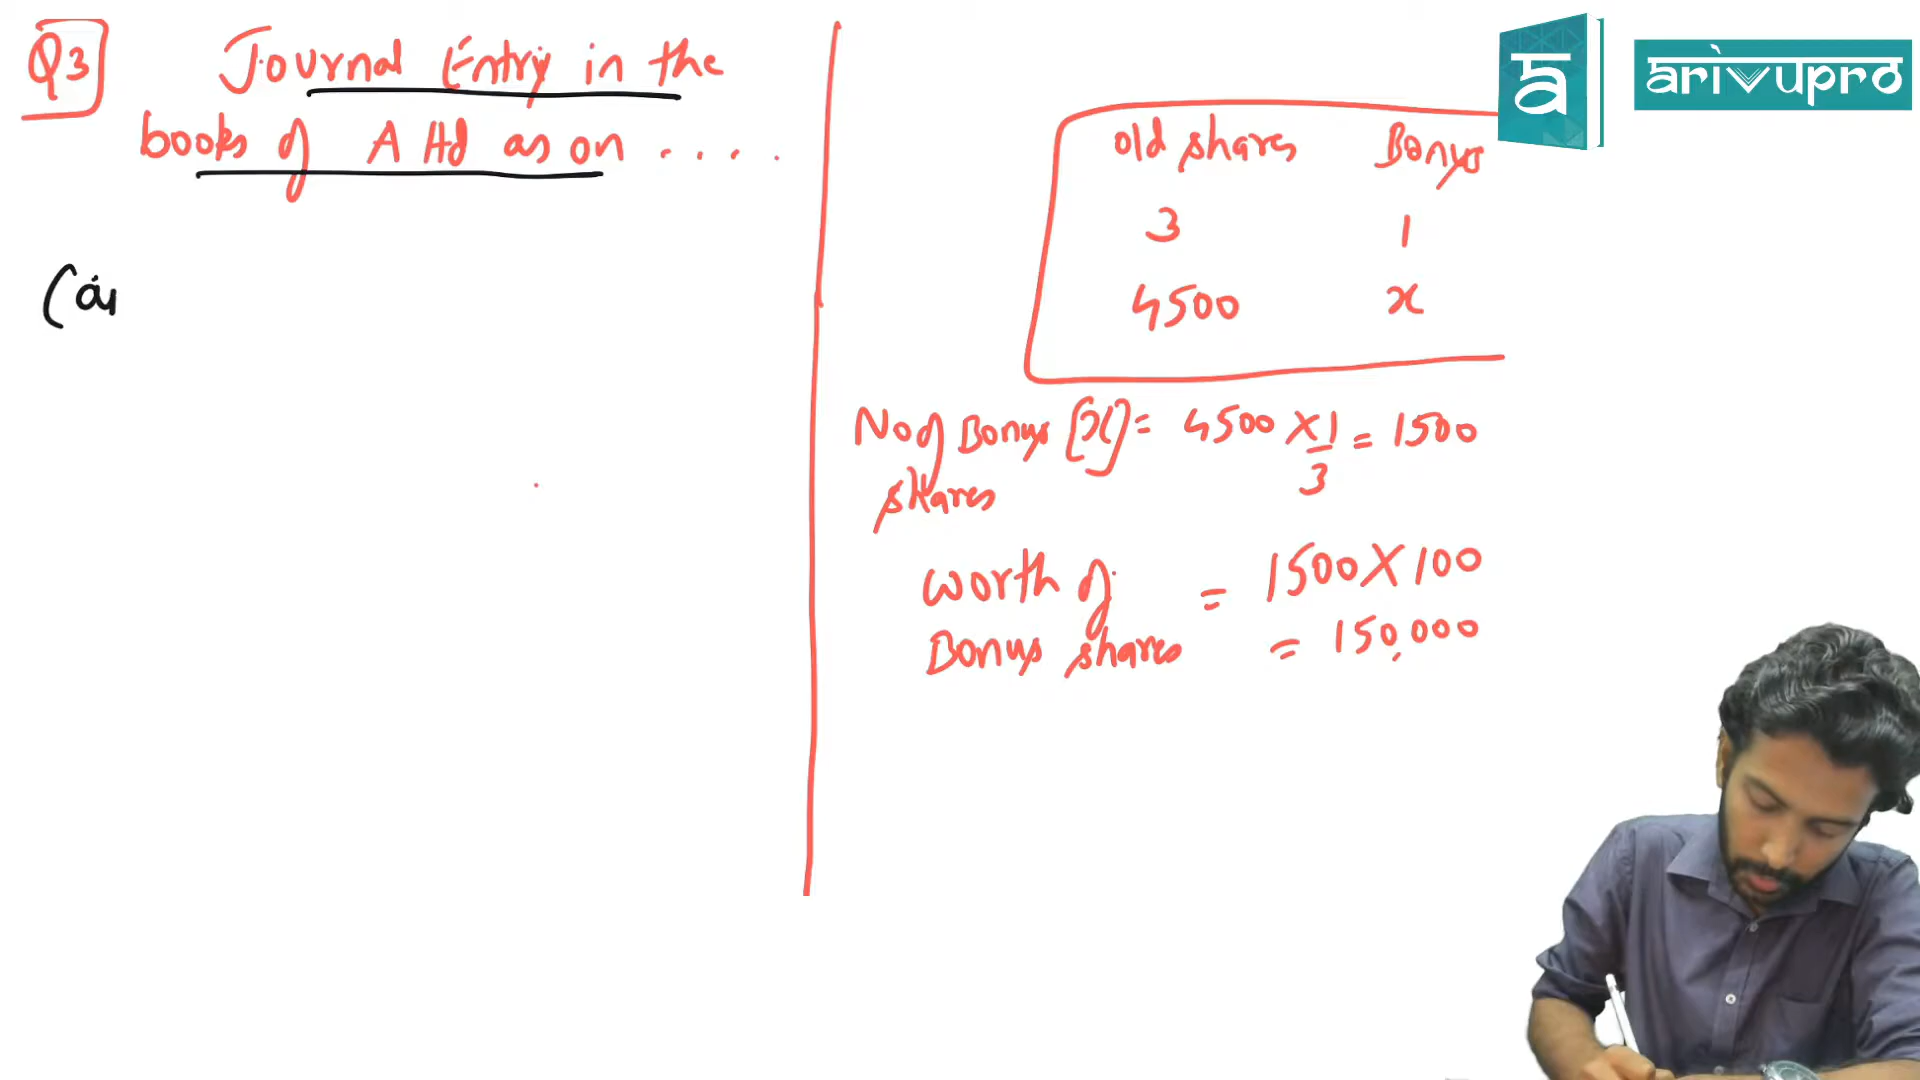 Q3
Journal Entry in the
books of A Ltd as on ....
(a)
old shares Bonus
3 1
4500 x
No of Bonus [x] = 4500 × 1/3 = 1500
shares
worth of = 1500 × 100
Bonus shares = 150,000
a
arivupro